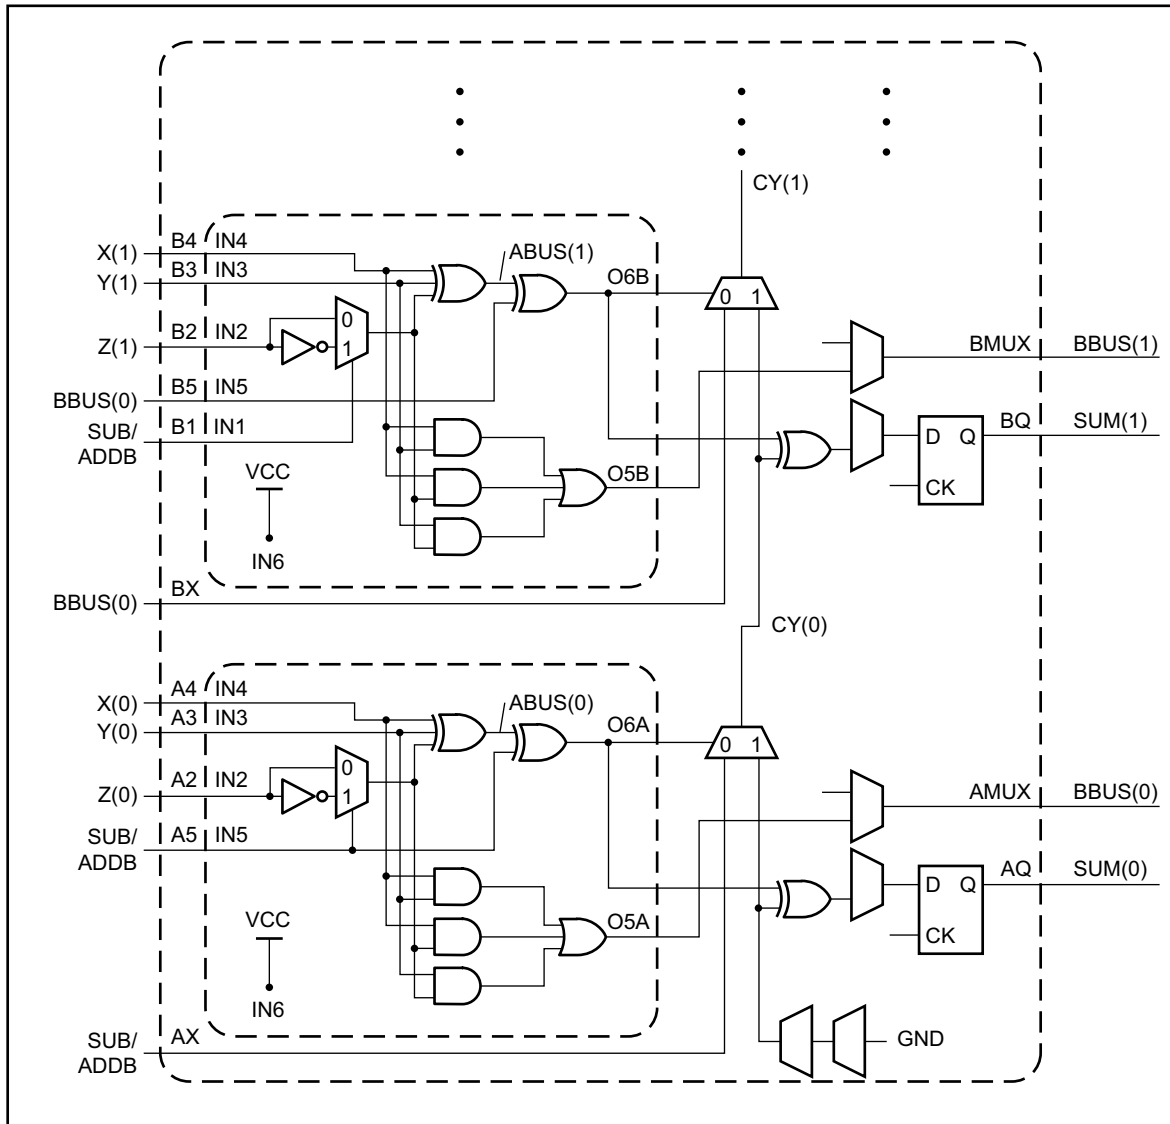 CY(1)
X(1) B4 IN4
ABUS(1)
O6B
Y(1) B3 IN3
0 1
Z(1) B2 IN2
0
1
BMUX BBUS(1)
BBUS(0) B5 IN5
SUB/
ADDB
B1 IN1
D Q
BQ SUM(1)
CK
VCC
O5B
IN6
BBUS(0) BX
CY(0)
X(0) A4 IN4
ABUS(0)
O6A
Y(0) A3 IN3
0 1
Z(0) A2 IN2
0
1
AMUX BBUS(0)
SUB/
ADDB
A5 IN5
D Q
AQ SUM(0)
CK
VCC
O5A
IN6
SUB/
ADDB
AX
GND